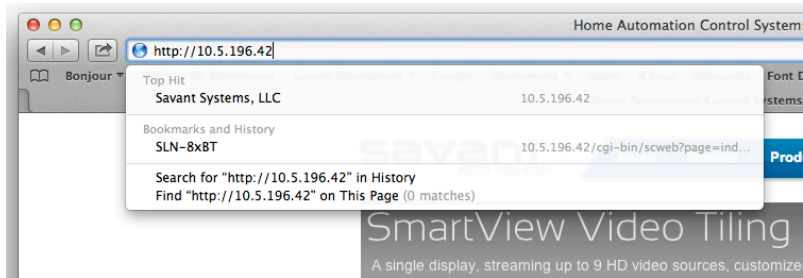 Home Automation Control System
http://10.5.196.42
Bonjour
Font D
Top Hit
Savant Systems, LLC 10.5.196.42
ystems
Bookmarks and History
SLN-8xBT 10.5.196.42/cgi-bin/scweb?page=ind...
savant
Prod
Search for “http://10.5.196.42” in History
Find “http://10.5.196.42” on This Page (0 matches)
SmartView Video Tiling
A single display, streaming up to 9 HD video sources, customize